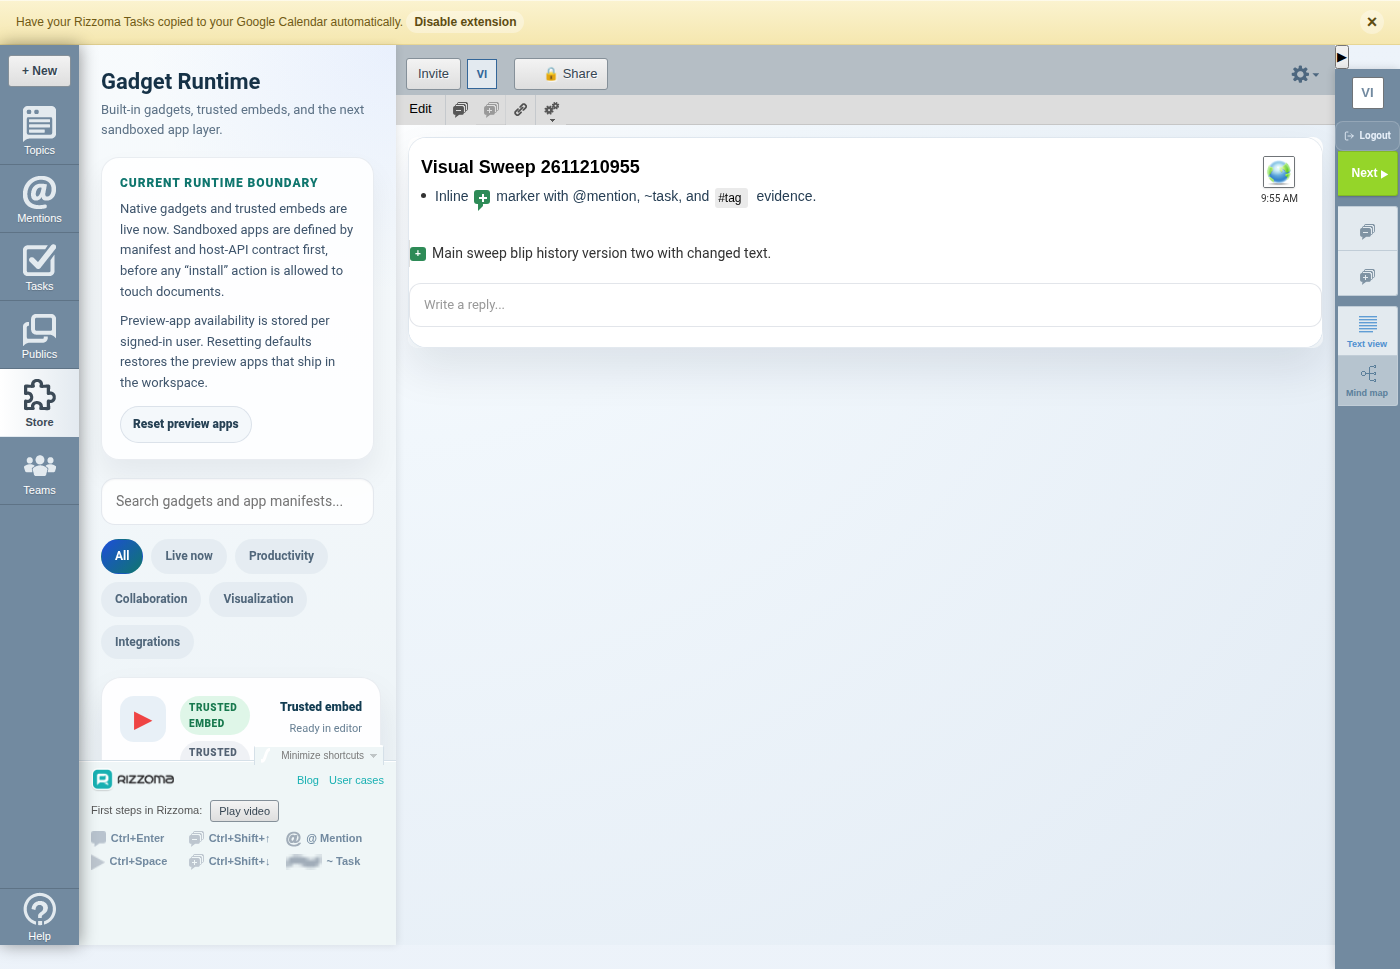 Have your Rizzoma Tasks copied to your Google Calendar automatically. Disable extension ✕
+ New
Topics
Mentions
Tasks
Publics
Store
Teams
Help
Gadget Runtime
Built-in gadgets, trusted embeds, and the next
sandboxed app layer.
CURRENT RUNTIME BOUNDARY
Native gadgets and trusted embeds are
live now. Sandboxed apps are defined by
manifest and host-API contract first,
before any “install” action is allowed to
touch documents.
Preview-app availability is stored per
signed-in user. Resetting defaults
restores the preview apps that ship in
the workspace.
Reset preview apps
Search gadgets and app manifests...
All Live now Productivity
Collaboration Visualization
Integrations
TRUSTED
EMBED
Trusted embed
Ready in editor
TRUSTED
Minimize shortcuts
RIZZOMA Blog User cases
First steps in Rizzoma: Play video
Ctrl+Enter Ctrl+Shift+↑ @ Mention
Ctrl+Space Ctrl+Shift+↓ ~ Task
Invite VI Share
Edit
Visual Sweep 2611210955
• Inline marker with @mention, ~task, and #tag evidence.
9:55 AM
Main sweep blip history version two with changed text.
Write a reply...
VI
Logout
Next
Text view
Mind map